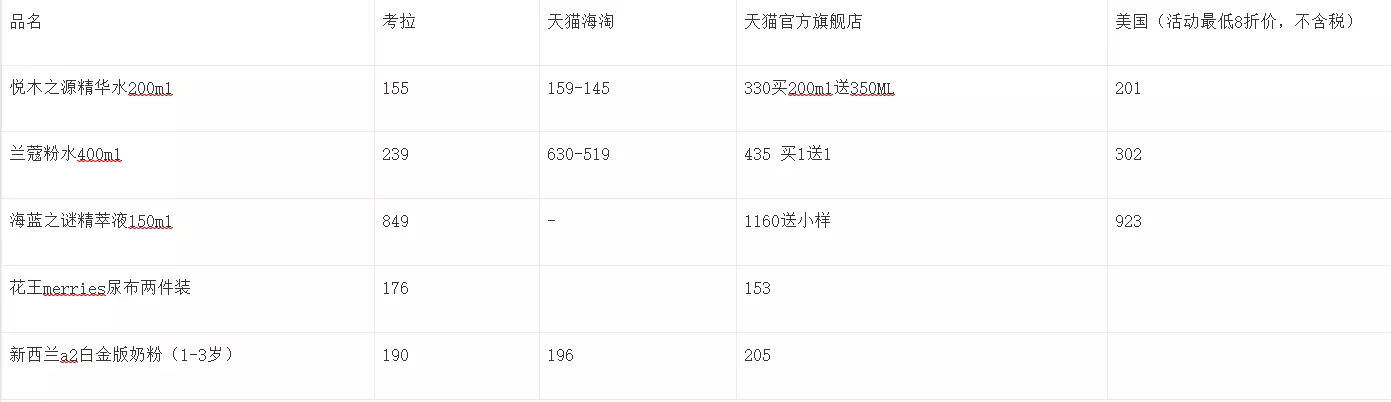 品名 考拉 天猫海淘 天猫官方旗舰店 美国（活动最低8折价，不含税）
悦木之源精华水200ml 155 159-145 330买200ml送350ML 201
兰蔻粉水400ml 239 630-519 435 买1送1 302
海蓝之谜精萃液150ml 849 - 1160送小样 923
花王merries尿布两件装 176 153
新西兰a2白金版奶粉（1-3岁） 190 196 205